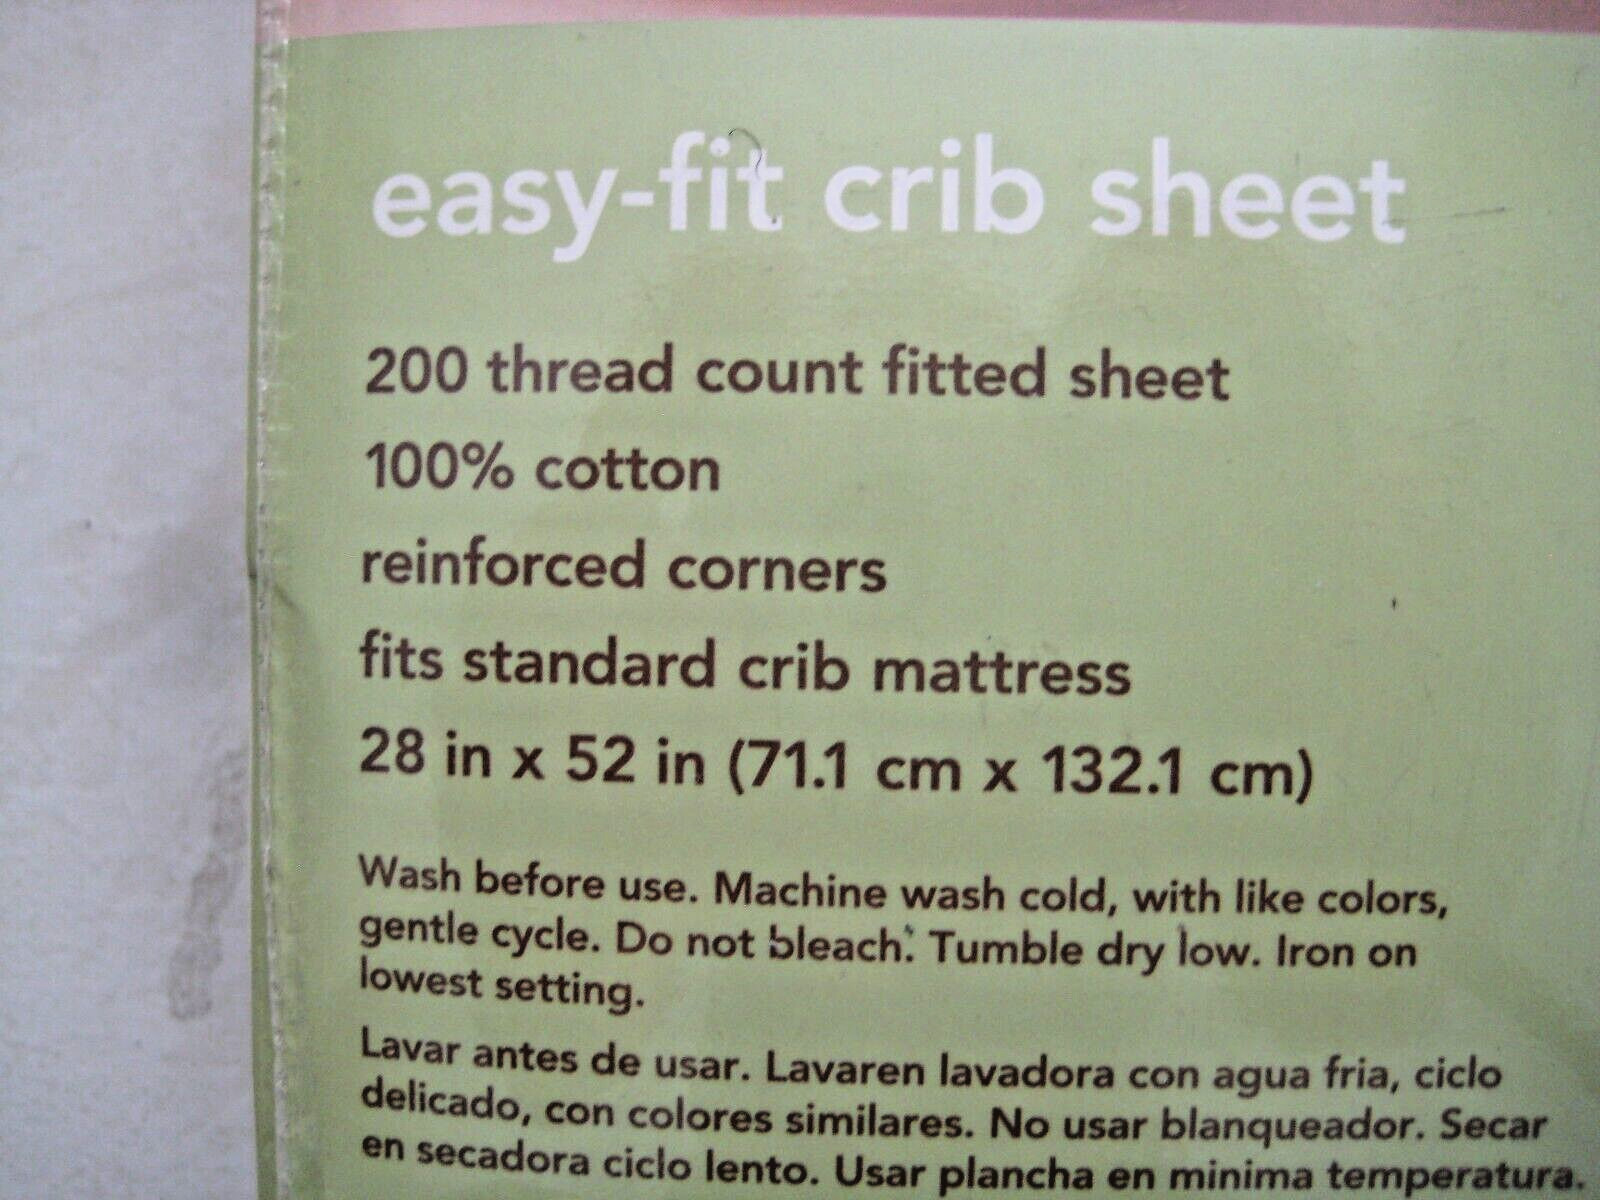 easy-fit crib sheet
200 thread count fitted sheet
100% cotton
reinforced corners
fits standard crib mattress
28 in x 52 in (71.1 cm x 132.1 cm)
Wash before use. Machine wash cold, with like colors,
gentle cycle. Do not bleach. Tumble dry low. Iron on
lowest setting.
Lavar antes de usar. Lavaren lavadora con agua fria, ciclo
delicado, con colores similares. No usar blanqueador. Secar
en secadora ciclo lento. Usar plancha en minima temperatura.